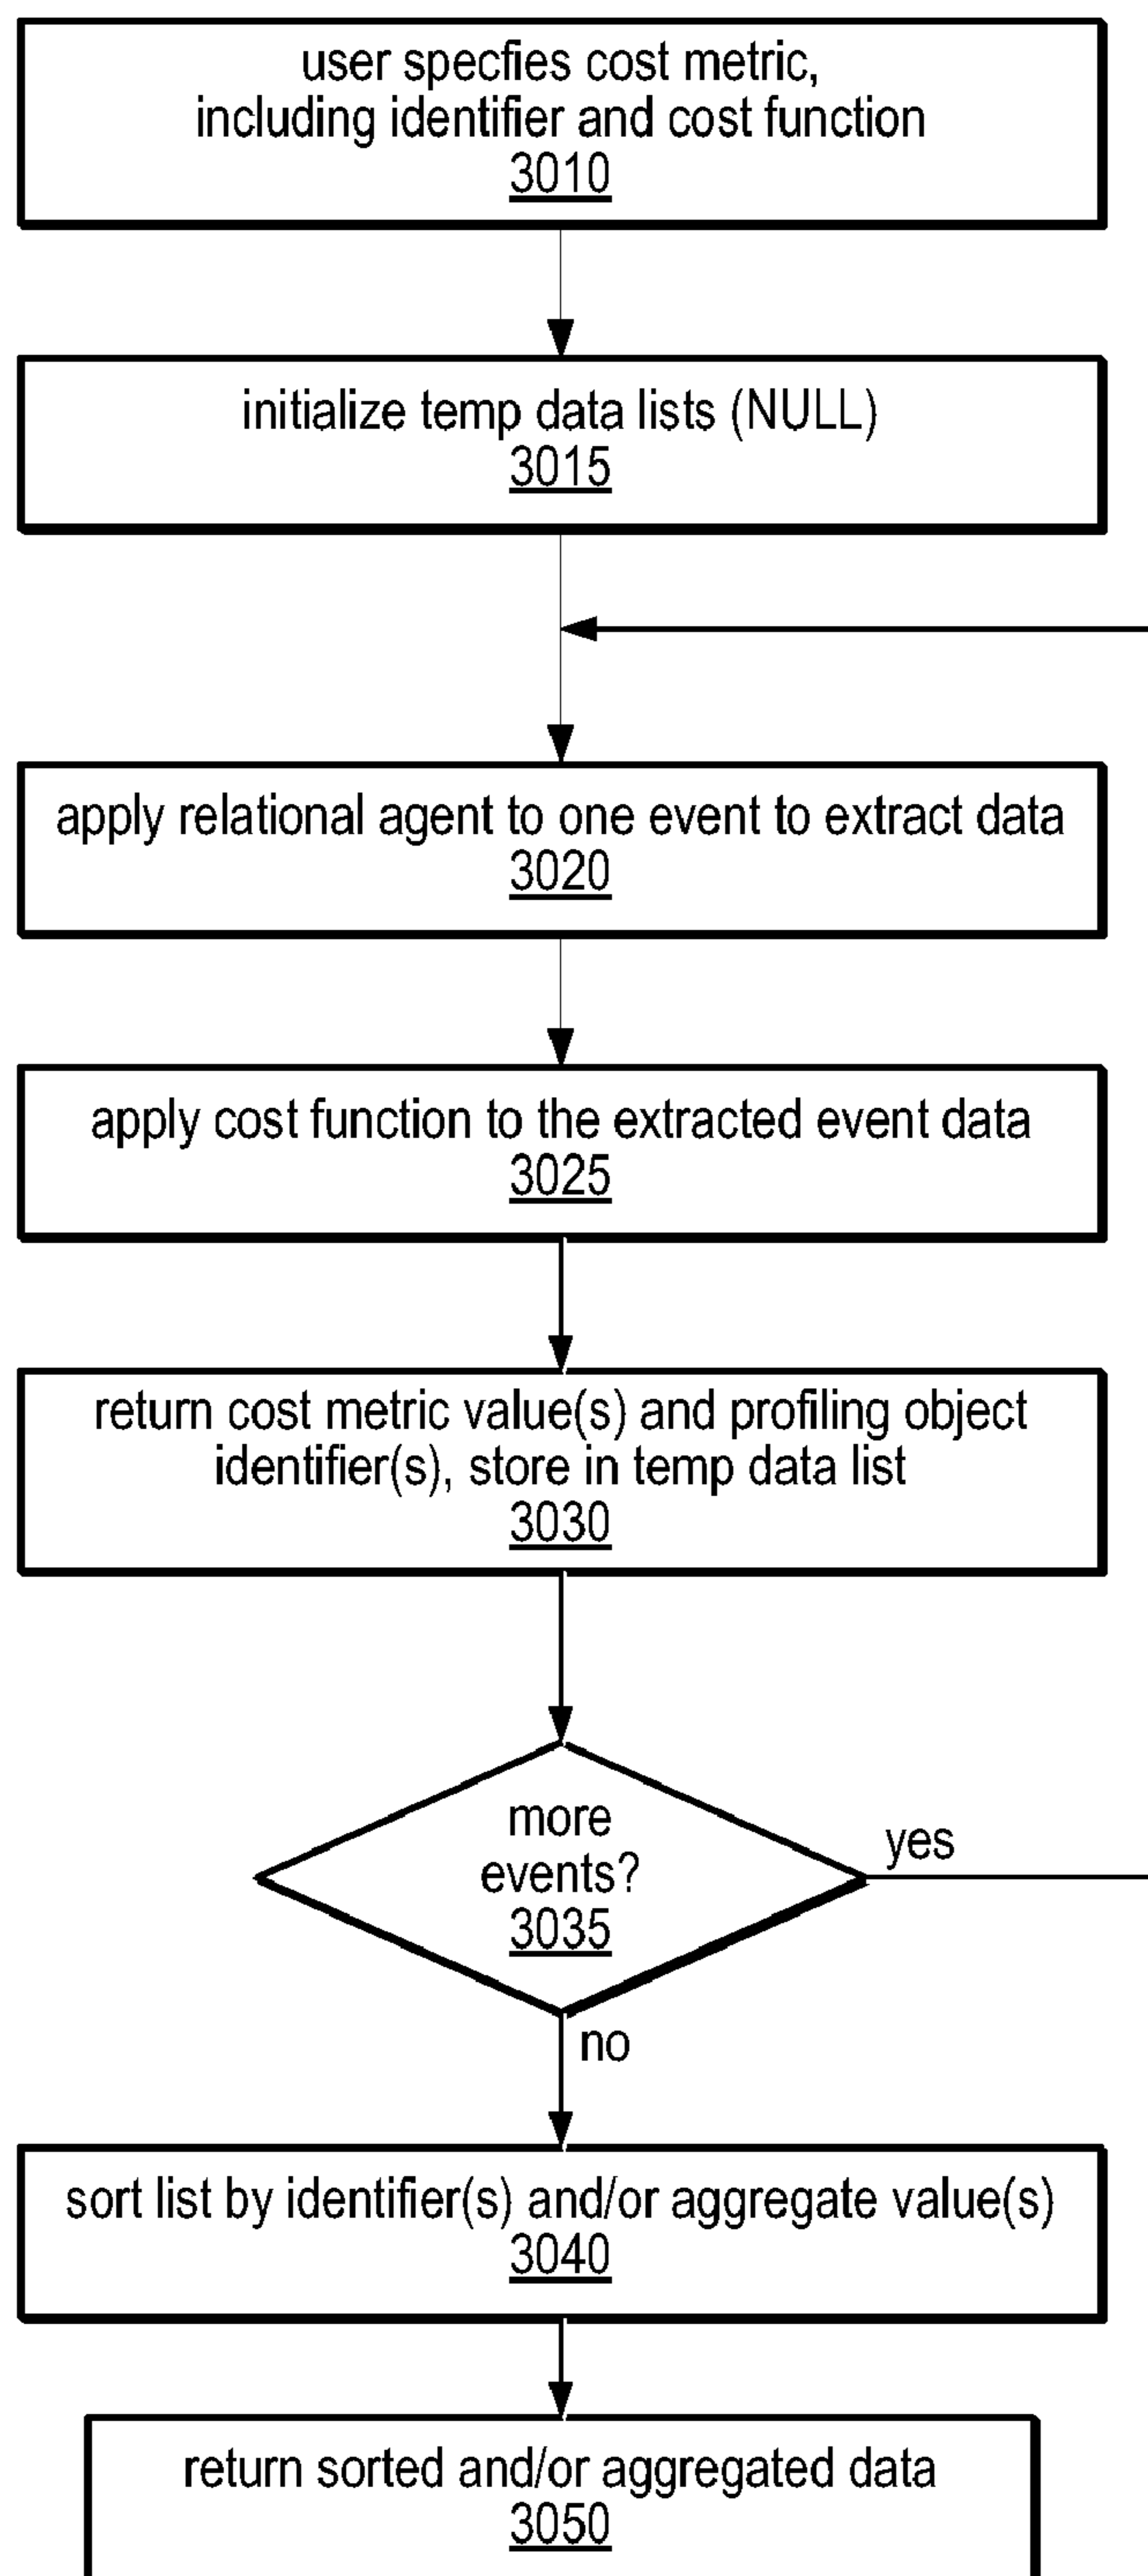 user specfies cost metric,
including identifier and cost function
3010
initialize temp data lists (NULL)
3015
apply relational agent to one event to extract data
3020
apply cost function to the extracted event data
3025
return cost metric value(s) and profiling object
identifier(s), store in temp data list
3030
more
events?
3035
yes
no
sort list by identifier(s) and/or aggregate value(s)
3040
return sorted and/or aggregated data
3050